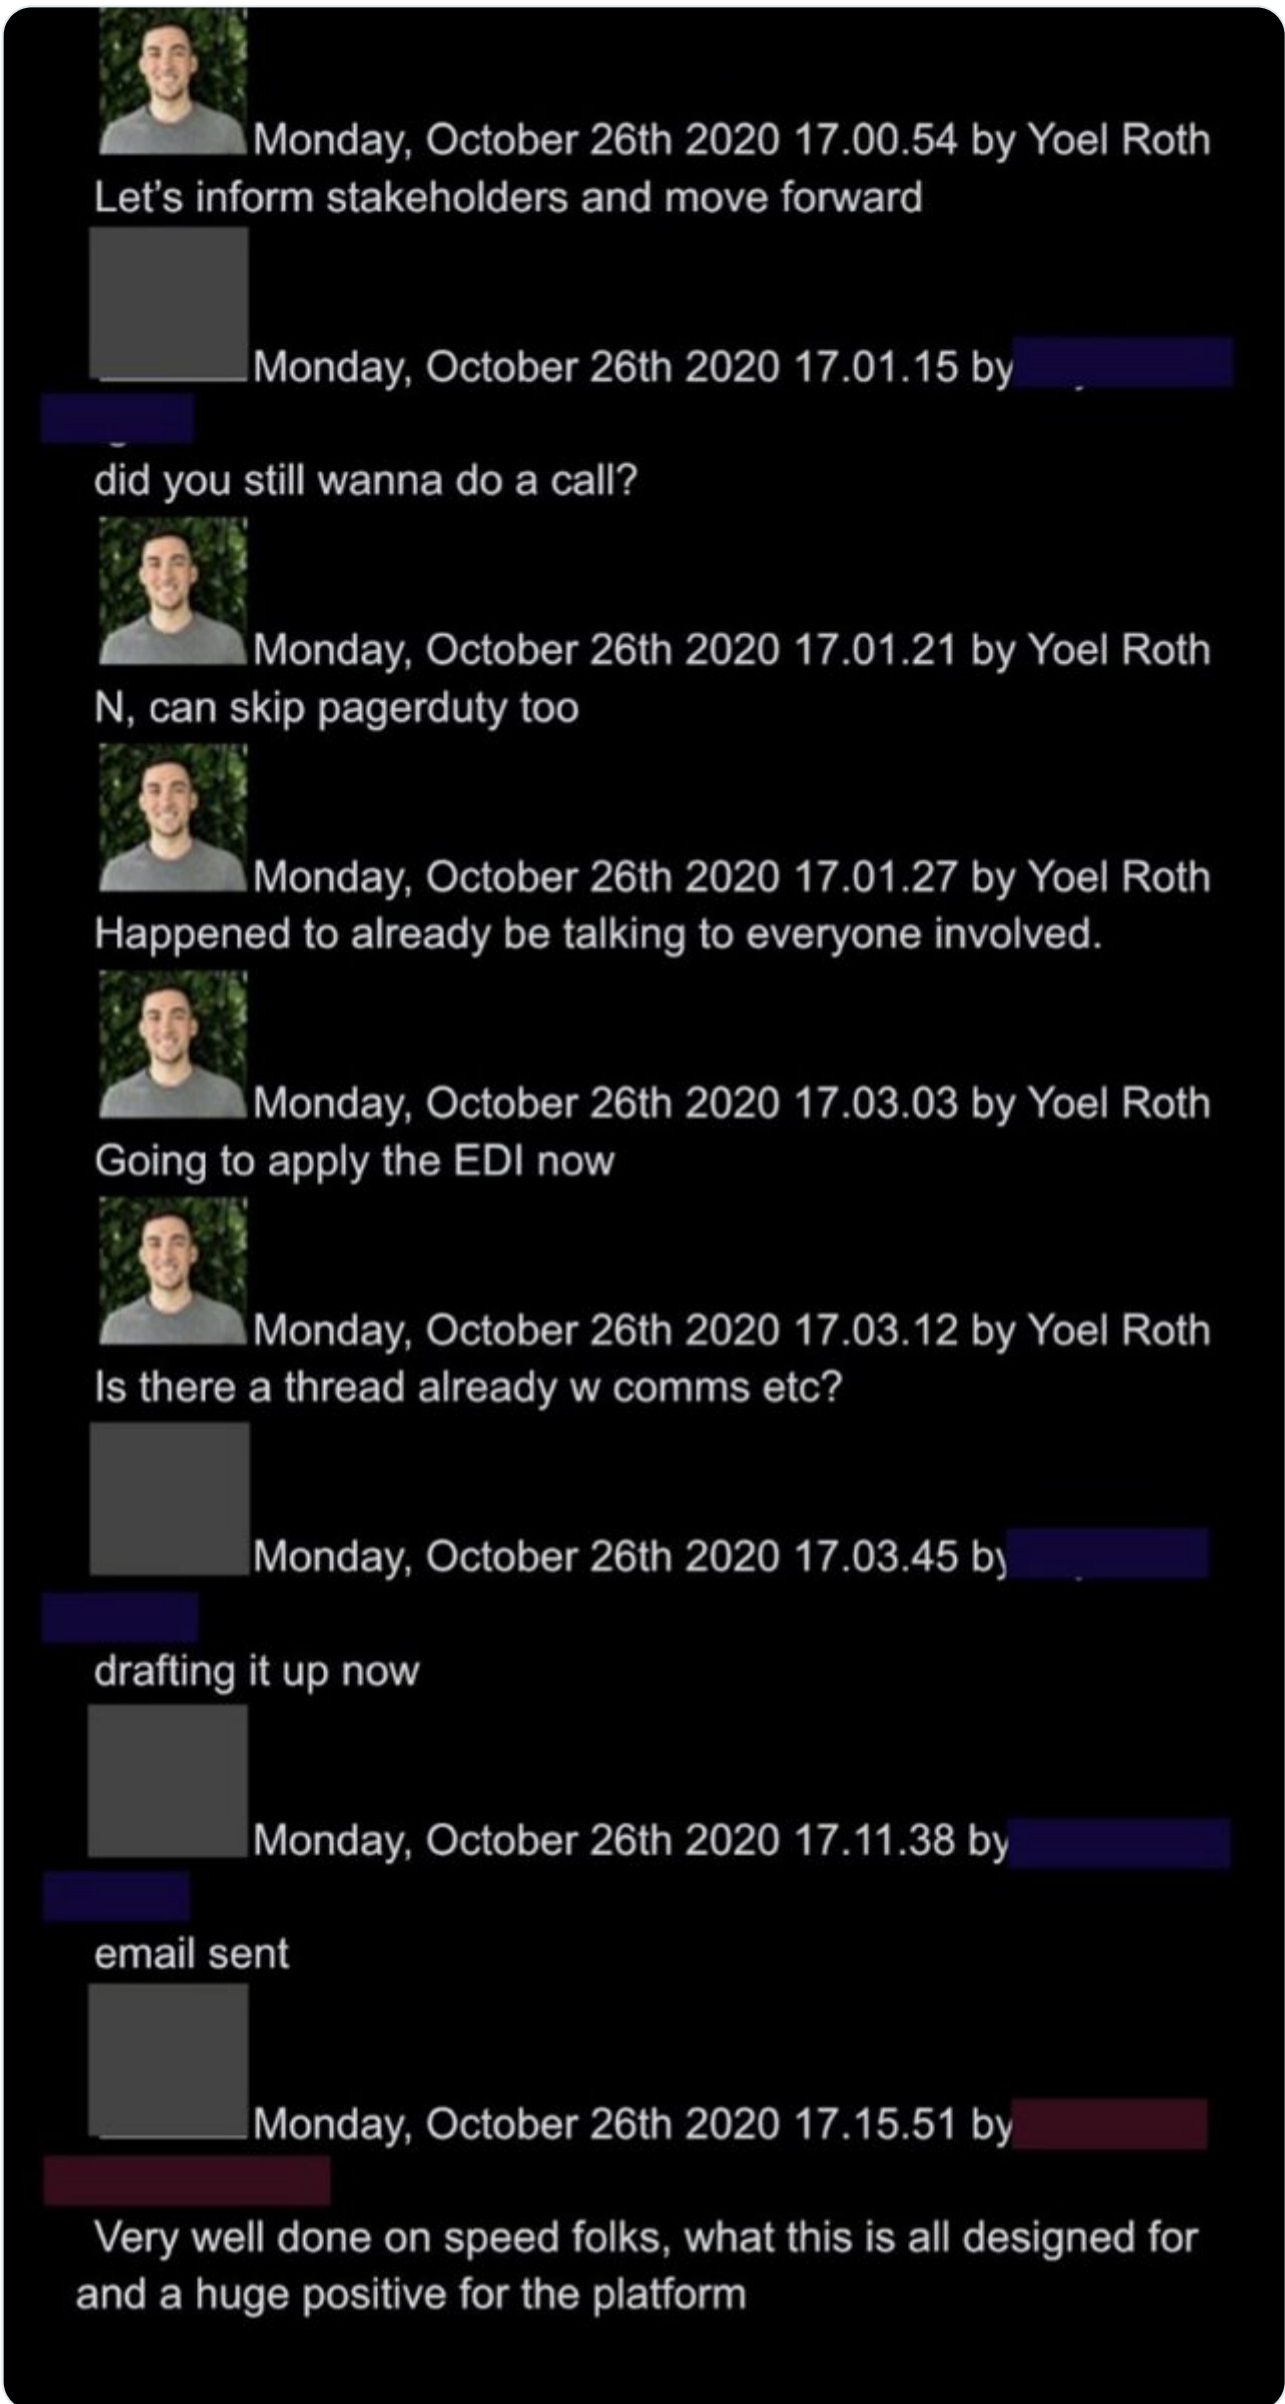 Monday, October 26th 2020 17.00.54 by Yoel Roth
Let's inform stakeholders and move forward
Monday, October 26th 2020 17.01.15 by
did you still wanna do a call?
Monday, October 26th 2020 17.01.21 by Yoel Roth
N, can skip pagerduty too
Monday, October 26th 2020 17.01.27 by Yoel Roth
Happened to already be talking to everyone involved.
Monday, October 26th 2020 17.03.03 by Yoel Roth
Going to apply the EDI now
Monday, October 26th 2020 17.03.12 by Yoel Roth
Is there a thread already w comms etc?
Monday, October 26th 2020 17.03.45 by
drafting it up now
Monday, October 26th 2020 17.11.38 by
email sent
Monday, October 26th 2020 17.15.51 by
Very well done on speed folks, what this is all designed for
and a huge positive for the platform